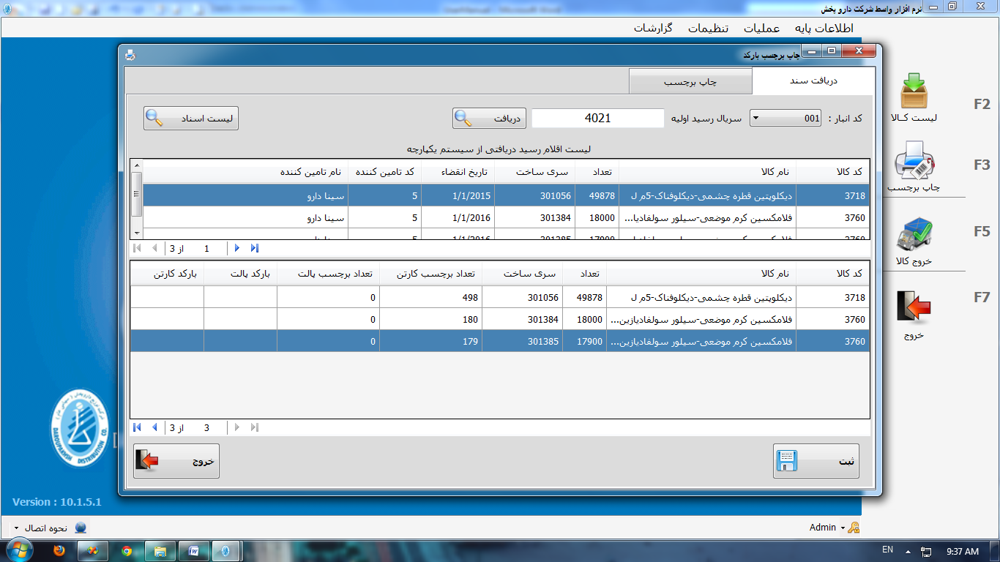 نرم افزار واسط شرکت دارو پخش
اطلاعات پایه عملیات تنظیمات گزارشات
چاپ برچسب بارکد
دریافت سند چاپ برچسب
کد انبار : 001 سریال رسید اولیه 4021 دریافت لیست اسناد
لیست اقلام رسید دریافتی از سیستم یکپارچه
کد کالا نام کالا تعداد سری ساخت تاریخ انقضاء کد تامین کننده نام تامین کننده
3718 دیکلوپتین قطره چشمی-دیکلوفناک-5م ل 49878 301056 1/1/2015 5 سینا دارو
3760 فلامکسین کرم موضعی-سیلور سولفادیا... 18000 301384 1/1/2016 5 سینا دارو
3760 17900 301385 1/1/2016 5
1 از 3
کد کالا نام کالا تعداد سری ساخت تعداد برچسب کارتن تعداد برچسب پالت بارکد پالت بارکد کارتن
3718 دیکلوپتین قطره چشمی-دیکلوفناک-5م ل 49878 301056 498 0
3760 فلامکسین کرم موضعی-سیلور سولفادیازین... 18000 301384 180 0
3760 فلامکسین کرم موضعی-سیلور سولفادیازین... 17900 301385 179 0
3 از 3
ثبت خروج
F2
لیست کـالا
F3
چاپ برچسب
F5
خروج کالا
F7
خروج
DAROUPAKHSH DISTRIBUTION CO.
Version : 10.1.5.1
نحوه اتصال
Admin
EN 9:37 AM